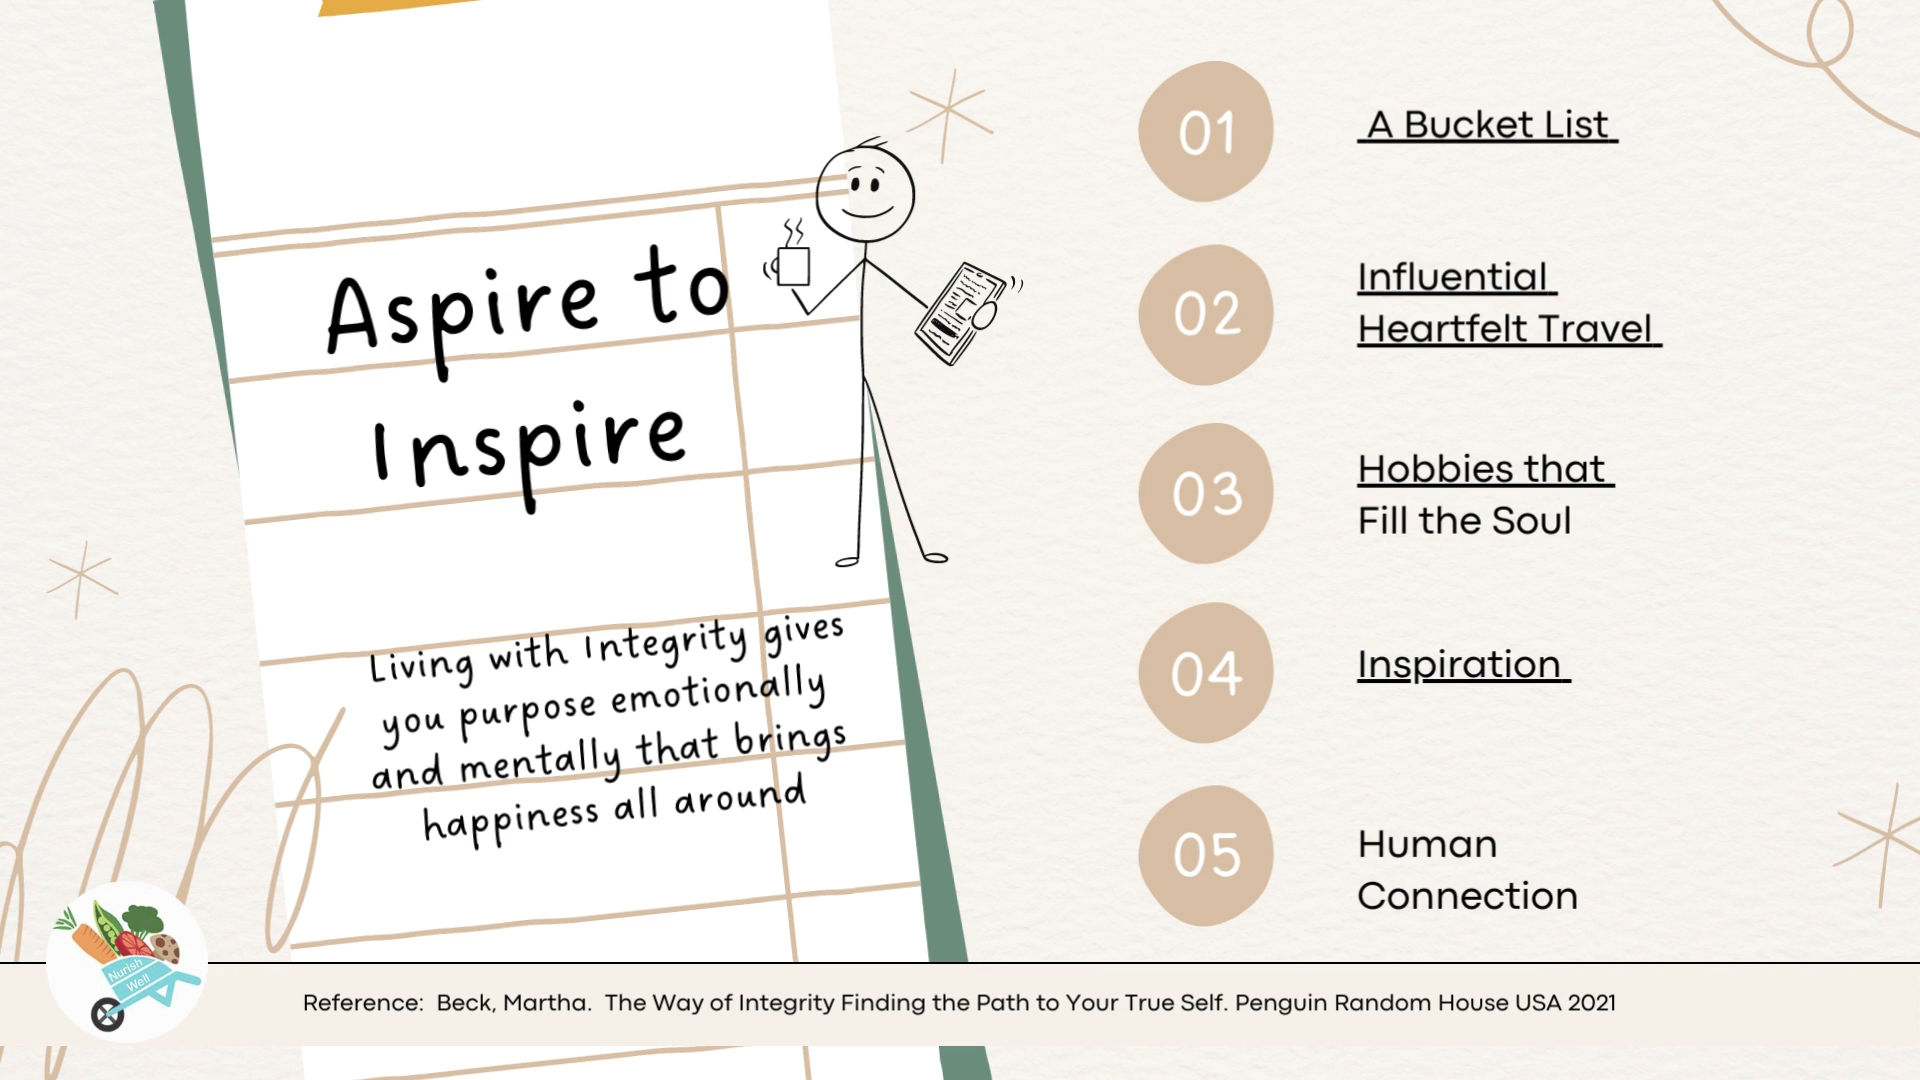 Aspire to
Inspire
Living with Integrity gives
you purpose emotionally
and mentally that brings
happiness all around
01
A Bucket List
02
Influential
Heartfelt Travel
03
Hobbies that
Fill the Soul
04
Inspiration
05
Human
Connection
Nurish
Well
Reference: Beck, Martha. The Way of Integrity Finding the Path to Your True Self. Penguin Random House USA 2021